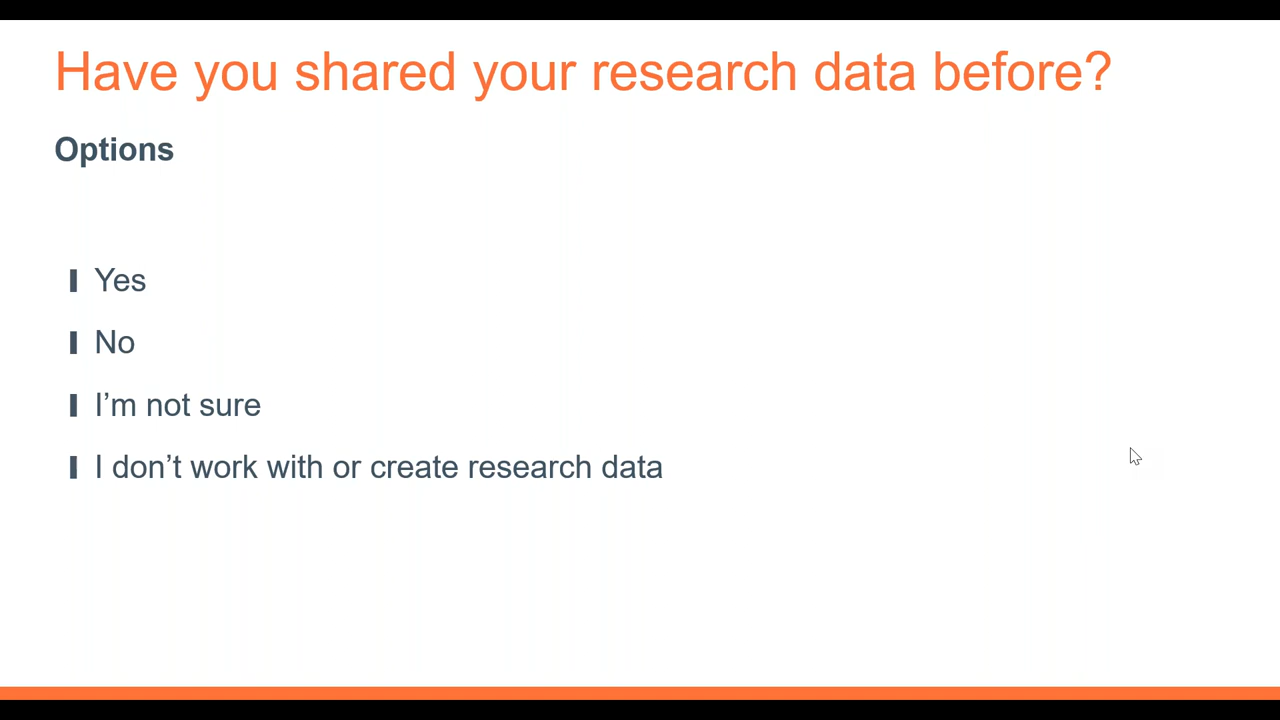 Have you shared your research data before?
Options
Yes
No
I’m not sure
I don’t work with or create research data